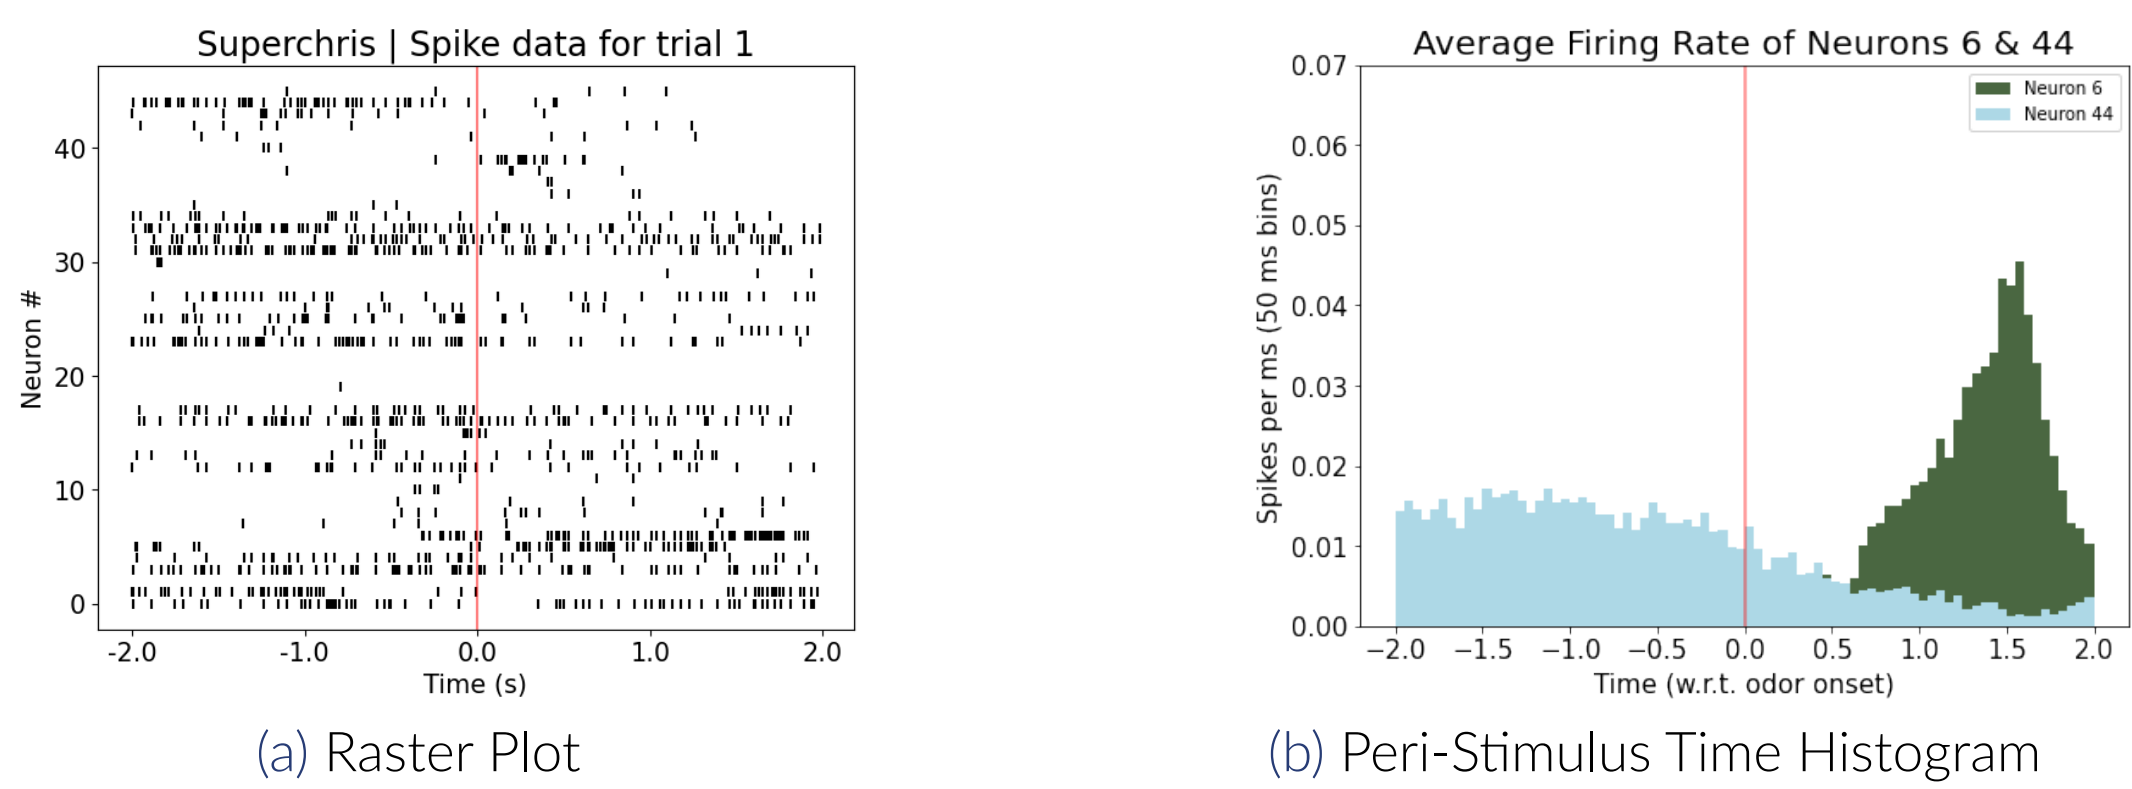 Superchris | Spike data for trial 1
Neuron #
40
30
20
10
0
-2.0 -1.0 0.0 1.0 2.0
Time (s)
(a) Raster Plot
Average Firing Rate of Neurons 6 & 44
Spikes per ms (50 ms bins)
0.07
0.06
0.05
0.04
0.03
0.02
0.01
0.00
Neuron 6
Neuron 44
−2.0 −1.5 −1.0 −0.5 0.0 0.5 1.0 1.5 2.0
Time (w.r.t. odor onset)
(b) Peri-Stimulus Time Histogram